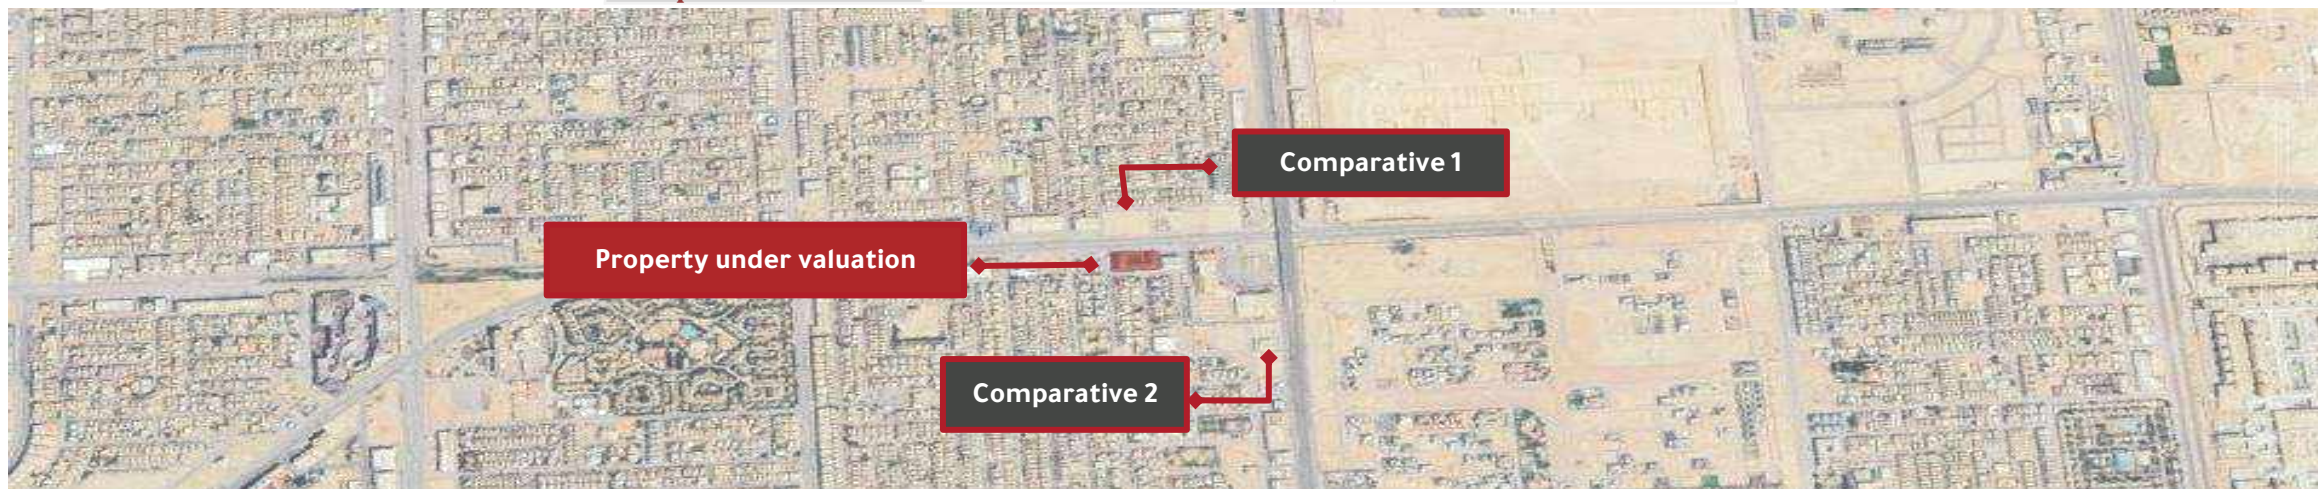 Comparative 1
Property under valuation
Comparative 2